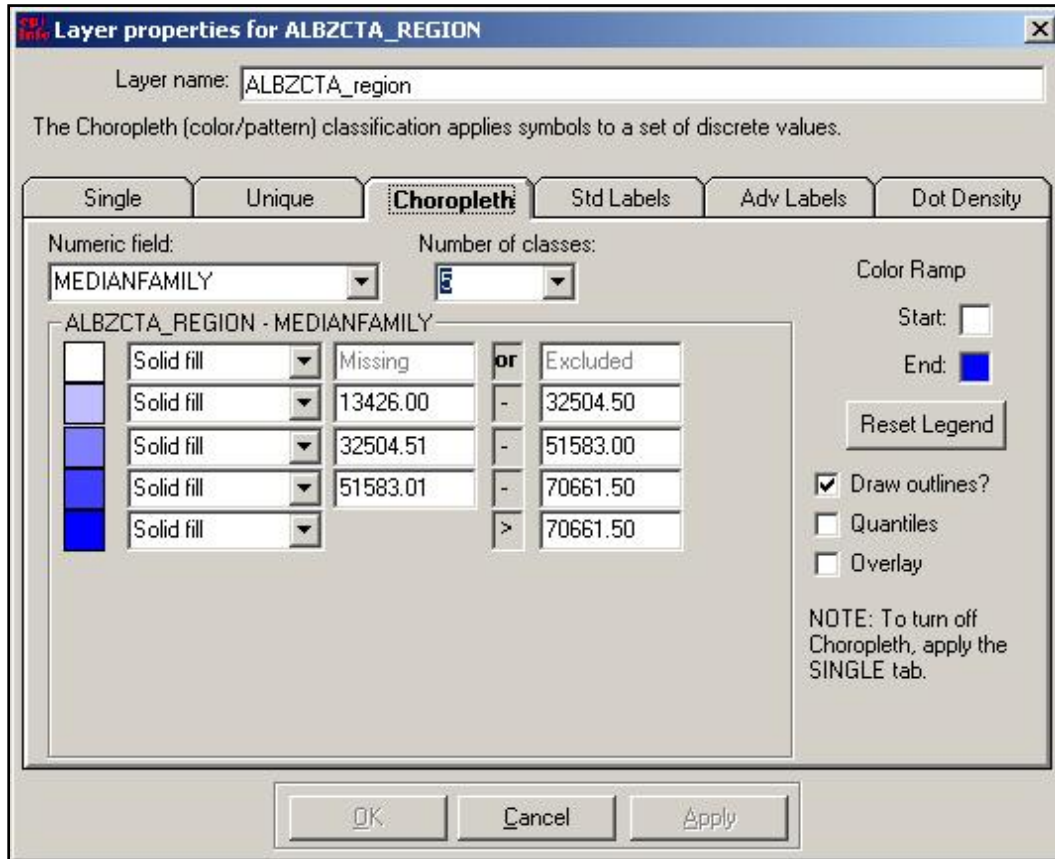 Epi Info Layer properties for ALBZCTA_REGION
Layer name: ALBZCTA_region
The Choropleth (color/pattern) classification applies symbols to a set of discrete values.
Single Unique Choropleth Std Labels Adv Labels Dot Density
Numeric field: Number of classes:
MEDIANFAMILY 5
Color Ramp
Start:
End:
Reset Legend
ALBZCTA_REGION - MEDIANFAMILY
Solid fill Missing or Excluded
Solid fill 13426.00 - 32504.50
Solid fill 32504.51 - 51583.00
Solid fill 51583.01 - 70661.50
Solid fill > 70661.50
Draw outlines?
Quantiles
Overlay
NOTE: To turn off
Choropleth, apply the
SINGLE tab.
OK Cancel Apply